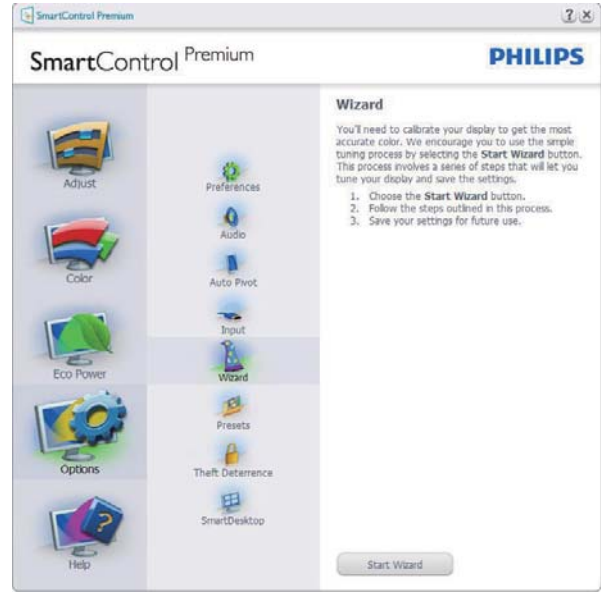 SmartControl Premium
? ×
SmartControl Premium
PHILIPS
Adjust
Color
Eco Power
Options
Help
Preferences
Audio
Auto Pivot
Input
Wizard
Presets
Theft Deterrence
SmartDesktop
Wizard
You'll need to calibrate your display to get the most
accurate color. We encourage you to use the simple
tuning process by selecting the Start Wizard button.
This process involves a series of steps that will let you
tune your display and save the settings.
1. Choose the Start Wizard button.
2. Follow the steps outlined in this process.
3. Save your settings for future use.
Start Wizard